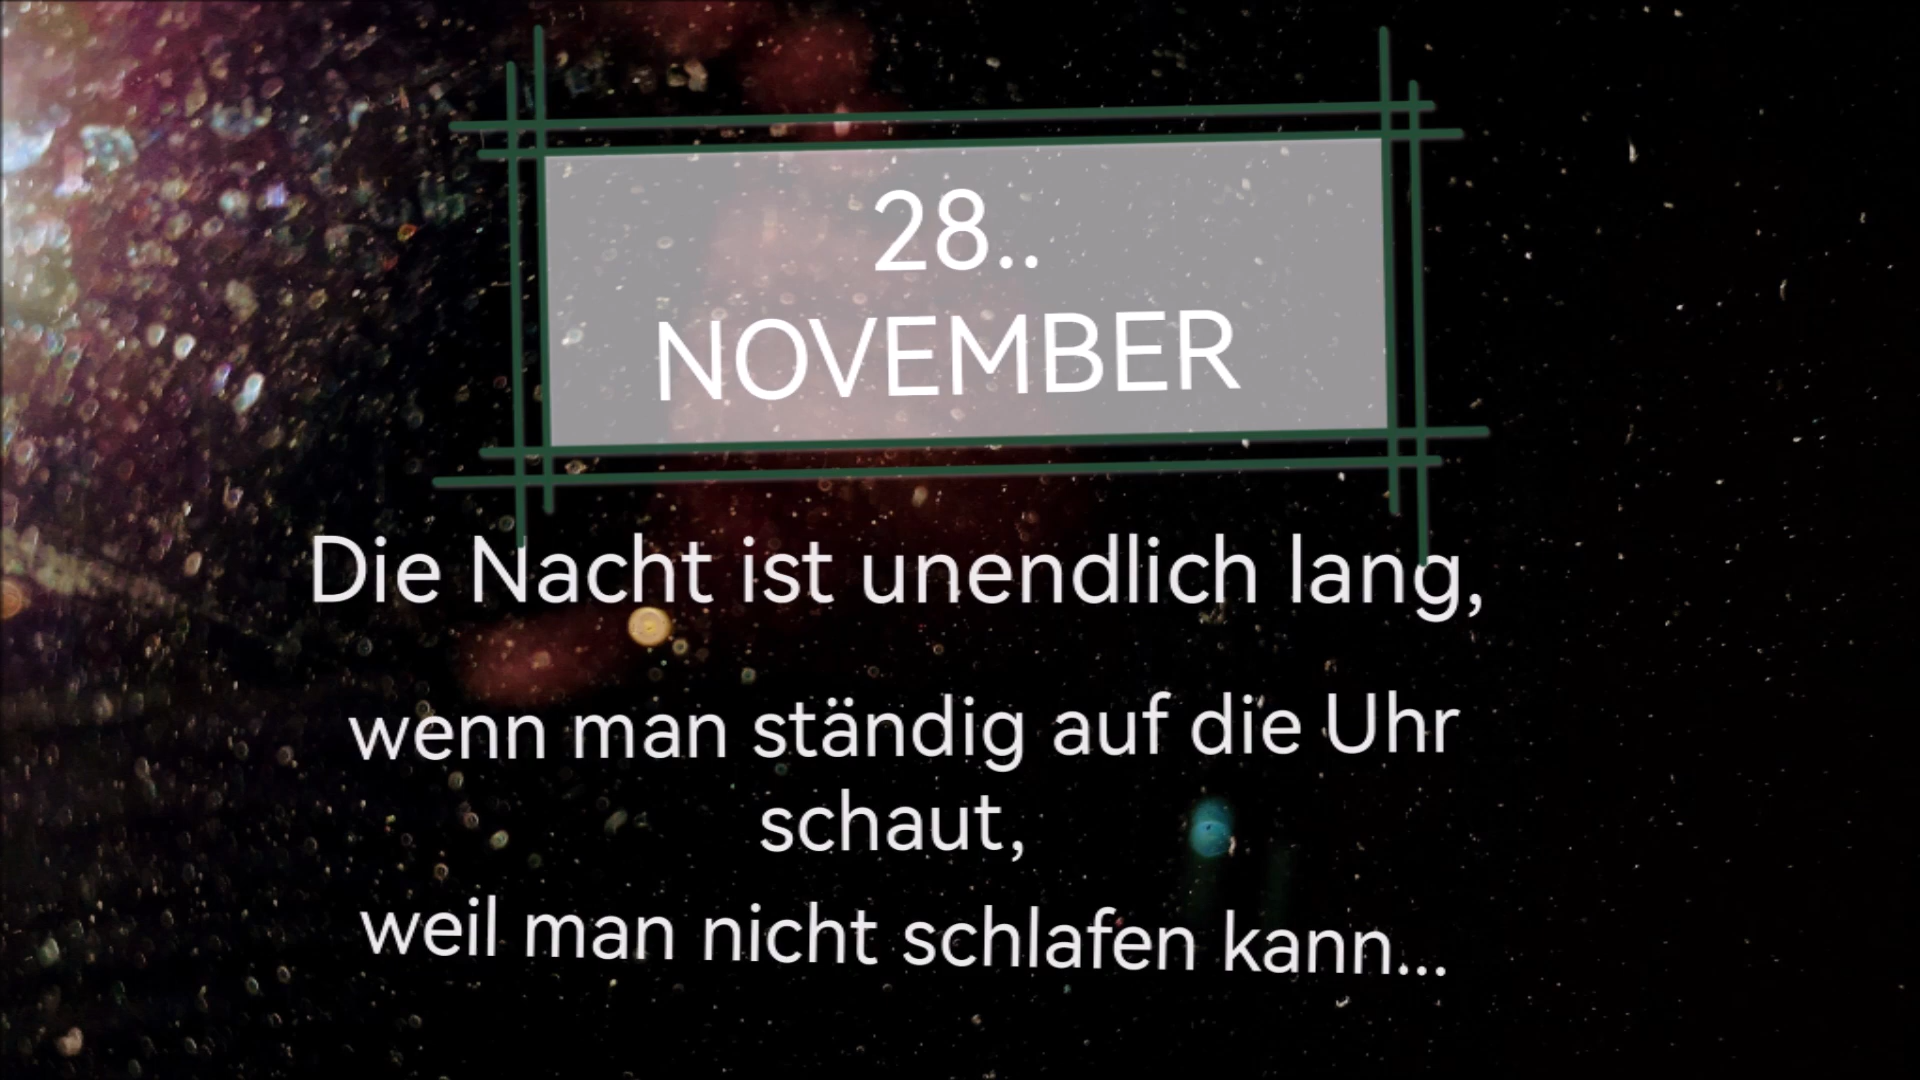 28..
NOVEMBER
Die Nacht ist unendlich lang,
wenn man ständig auf die Uhr
schaut,
weil man nicht schlafen kann...